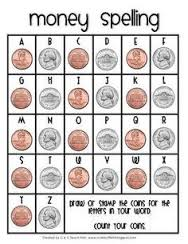 money spelling
A B C D E F
G H I J K L
M N O P Q R
S T U V W X
Y Z
draw or stamp the coins for the
letters in your word.
count your coins.